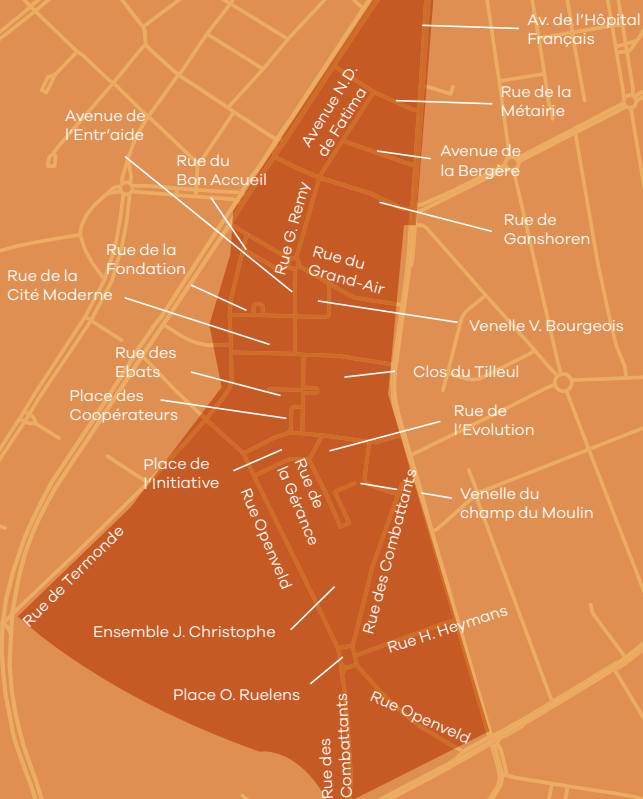 Av. de l'Hôpital
Français
Avenue N.D.
de Fatima
Rue de la
Métairie
Avenue de
l'Entr'aide
Avenue de
la Bergère
Rue du
Bon Accueil
Rue G. Remy
Rue de
Ganshoren
Rue de la
Fondation
Rue du
Grand-Air
Rue de la
Cité Moderne
Venelle V. Bourgeois
Rue des
Ebats
Clos du Tilleul
Place des
Coopérateurs
Rue de
l'Evolution
Place de
l'Initiative
Rue de
la Gérance
Rue Openveld
Rue des Combattants
Venelle du
champ du Moulin
Rue de Termonde
Ensemble J. Christophe
Rue H. Heymans
Place O. Ruelens
Rue Openveld
Rue des
Combattants